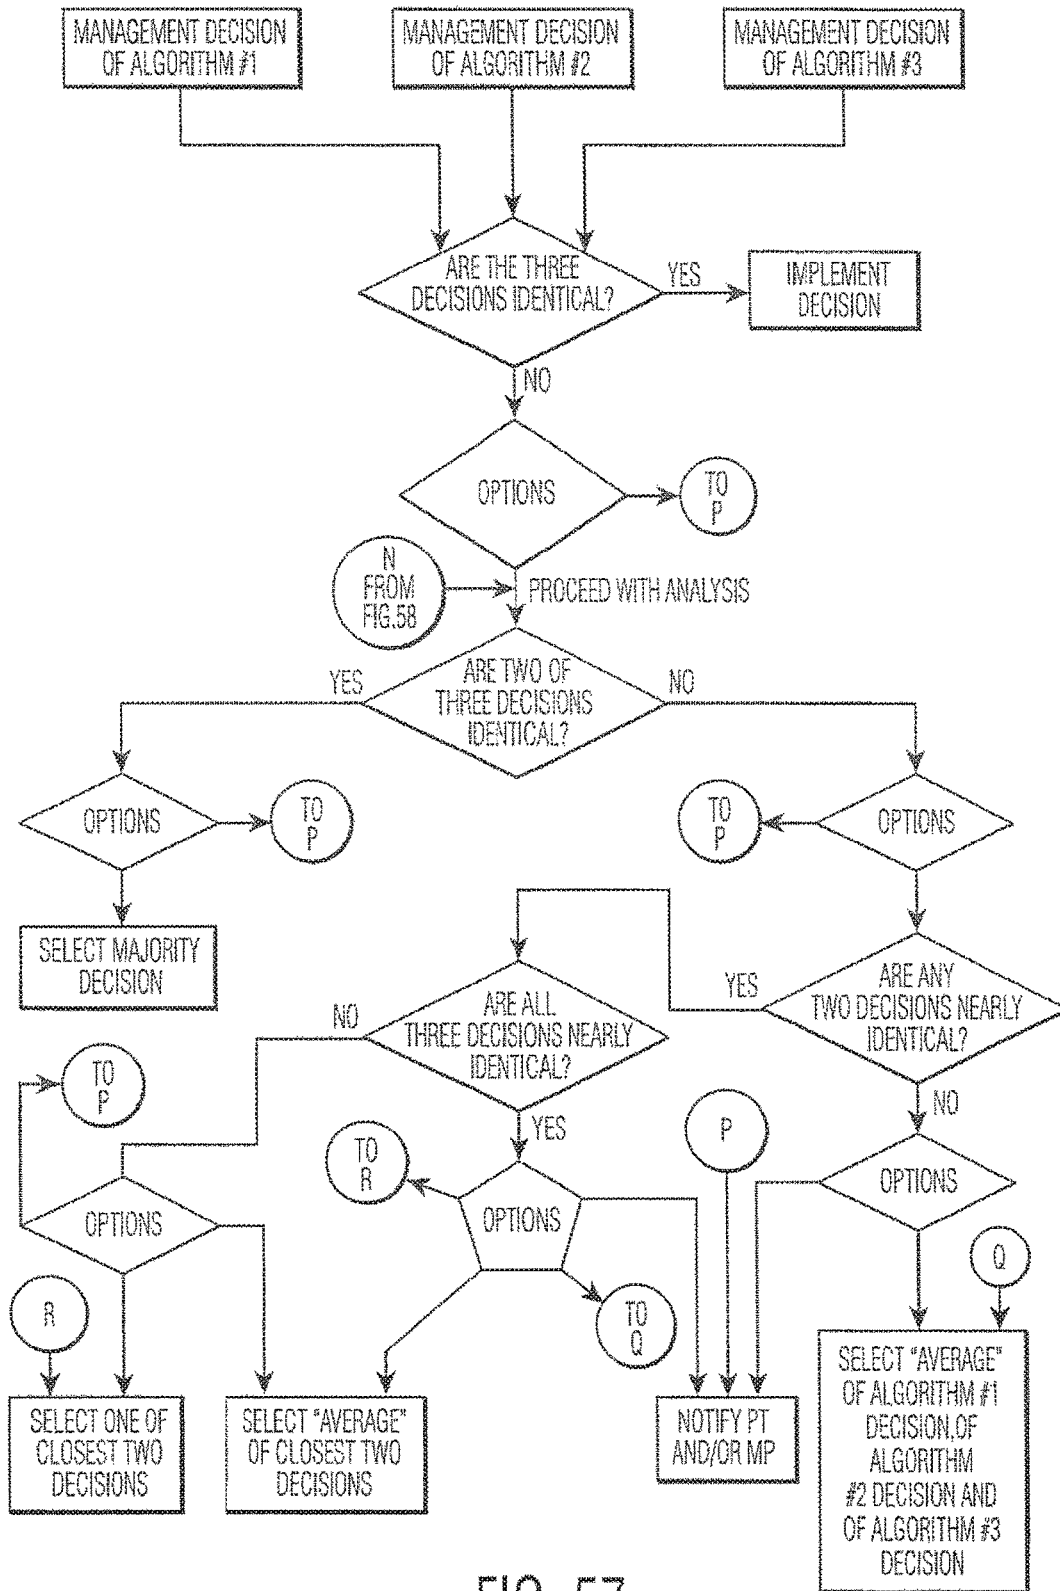 MANAGEMENT DECISION
OF ALGORITHM #1
MANAGEMENT DECISION
OF ALGORITHM #2
MANAGEMENT DECISION
OF ALGORITHM #3
ARE THE THREE
DECISIONS IDENTICAL?
YES
IMPLEMENT
DECISION
NO
OPTIONS
TO
P
N
FROM
FIG.58
PROCEED WITH ANALYSIS
ARE TWO OF
THREE DECISIONS
IDENTICAL?
YES
NO
OPTIONS
TO
P
TO
P
OPTIONS
SELECT MAJORITY
DECISION
ARE ANY
TWO DECISIONS NEARLY
IDENTICAL?
YES
NO
ARE ALL
THREE DECISIONS NEARLY
IDENTICAL?
NO
YES
TO
P
OPTIONS
TO
R
OPTIONS
P
OPTIONS
R
TO
Q
Q
SELECT ONE OF
CLOSEST TWO
DECISIONS
SELECT "AVERAGE"
OF CLOSEST TWO
DECISIONS
NOTIFY PT
AND/OR MP
SELECT "AVERAGE"
OF ALGORITHM #1
DECISION,OF
ALGORITHM
#2 DECISION AND
OF ALGORITHM #3
DECISION
FIG. 57